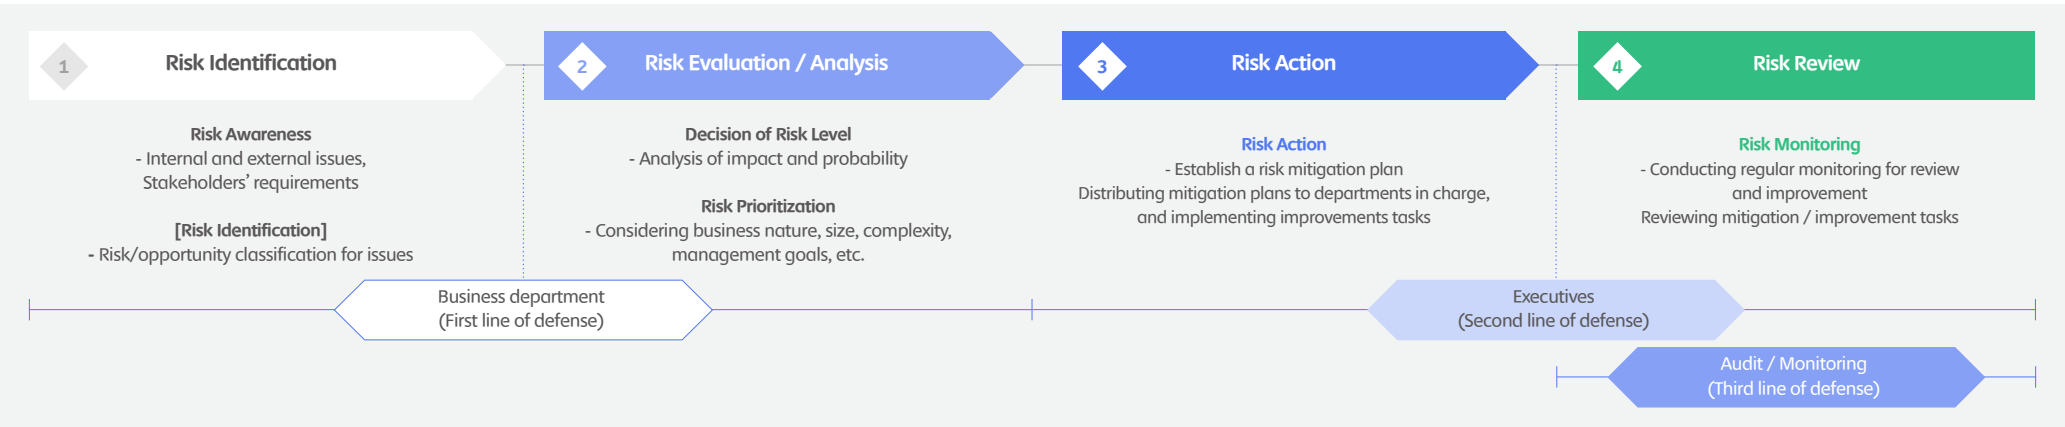 1
Risk Identification
Risk Awareness
- Internal and external issues,
Stakeholders’ requirements
[Risk Identification]
- Risk/opportunity classification for issues
2
Risk Evaluation / Analysis
Decision of Risk Level
- Analysis of impact and probability
Risk Prioritization
- Considering business nature, size, complexity,
management goals, etc.
3
Risk Action
Risk Action
- Establish a risk mitigation plan
Distributing mitigation plans to departments in charge,
and implementing improvements tasks
4
Risk Review
Risk Monitoring
- Conducting regular monitoring for review
and improvement
Reviewing mitigation / improvement tasks
Business department
(First line of defense)
Executives
(Second line of defense)
Audit / Monitoring
(Third line of defense)